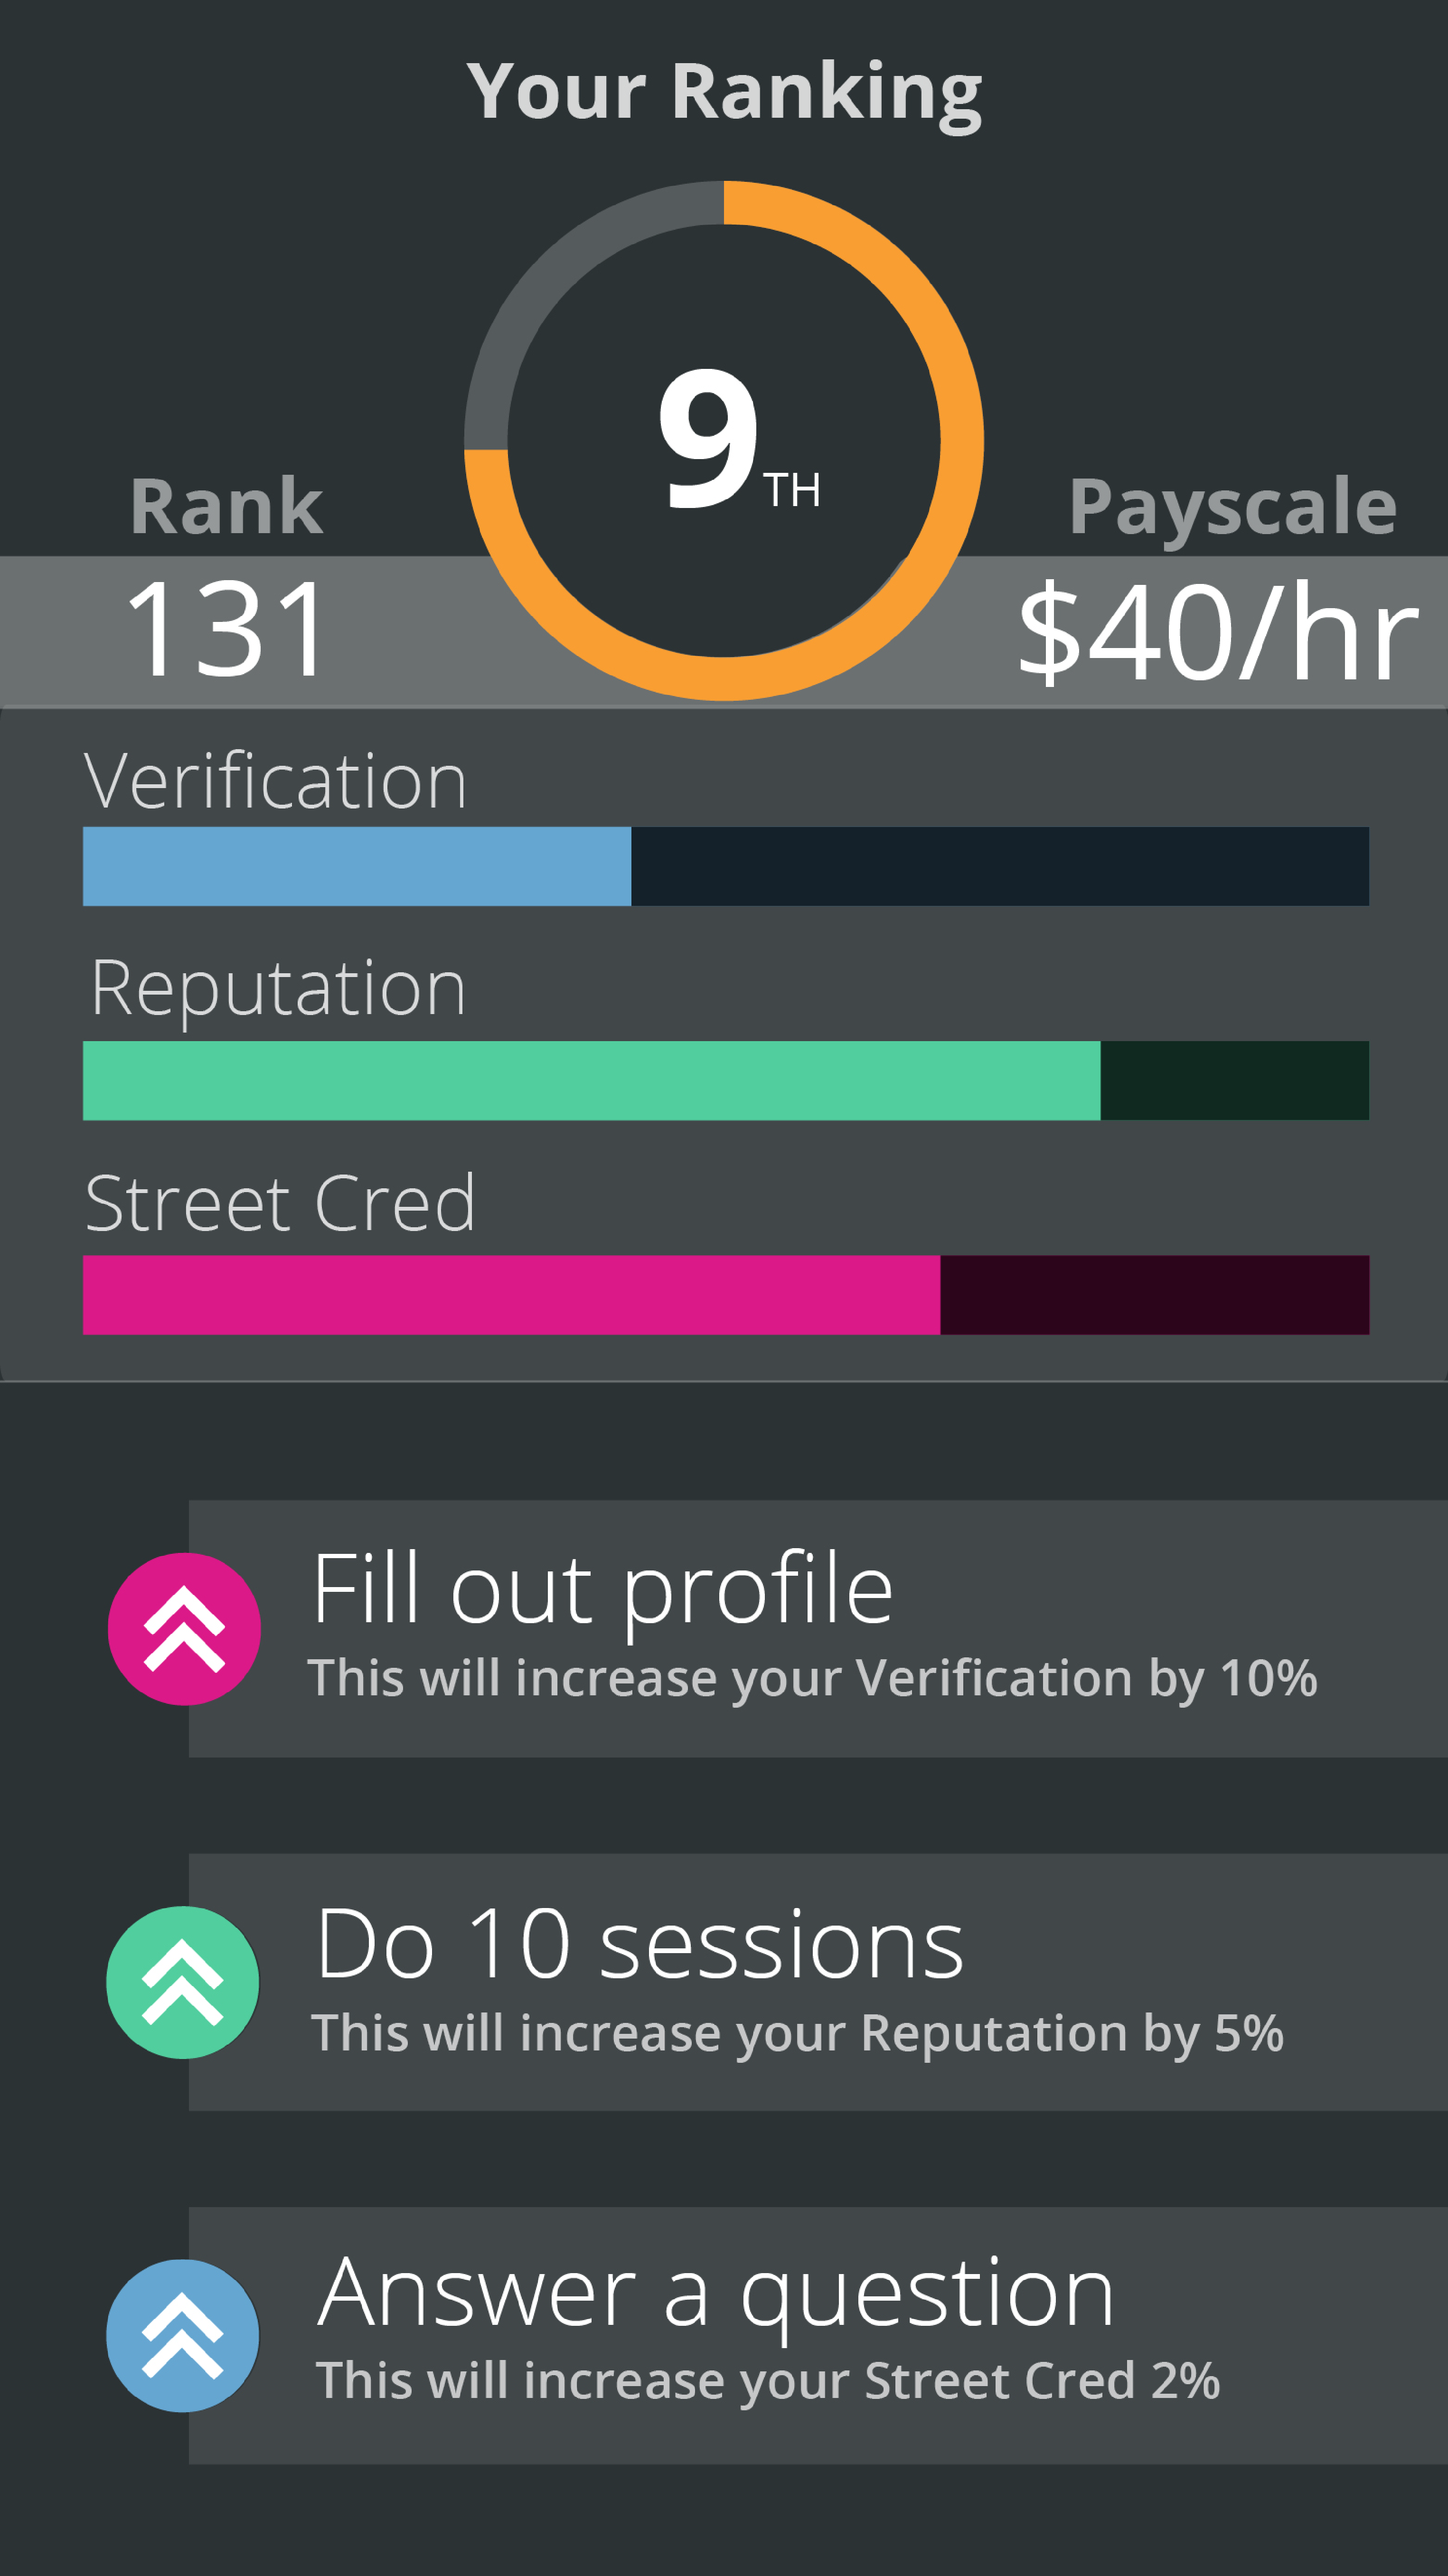 Your Ranking
9TH
Rank
Payscale
131
$40/hr
Verification
Reputation
Street Cred
Fill out profile
This will increase your Verification by 10%
Do 10 sessions
This will increase your Reputation by 5%
Answer a question
This will increase your Street Cred 2%